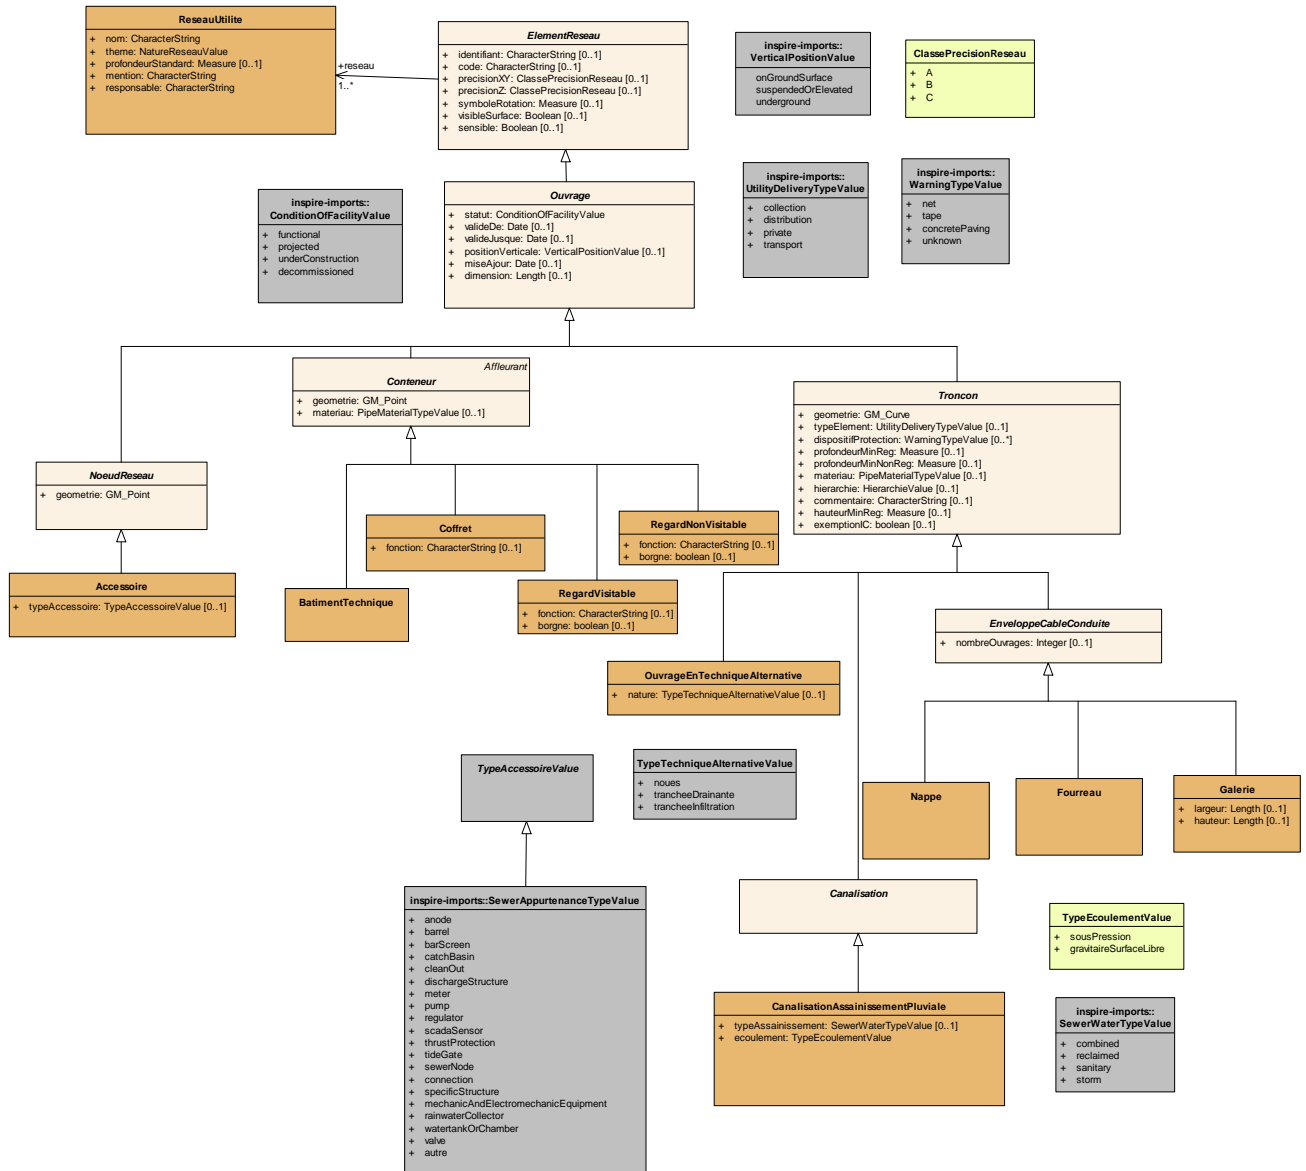 ReseauUtilite
+ nom: CharacterString
+ theme: NatureReseauValue
+ profondeurStandard: Measure [0..1]
+ mention: CharacterString
+ responsable: CharacterString
+reseau
1..*
ElementReseau
+ identifiant: CharacterString [0..1]
+ code: CharacterString [0..1]
+ precisionXY: ClassePrecisionReseau [0..1]
+ precisionZ: ClassePrecisionReseau [0..1]
+ symboleRotation: Measure [0..1]
+ visibleSurface: Boolean [0..1]
+ sensible: Boolean [0..1]
inspire-imports::
VerticalPositionValue
onGroundSurface
suspendedOrElevated
underground
ClassePrecisionReseau
+ A
+ B
+ C
inspire-imports::
ConditionOfFacilityValue
+ functional
+ projected
+ underConstruction
+ decommissioned
Ouvrage
+ statut: ConditionOfFacilityValue
+ valideDe: Date [0..1]
+ valideJusque: Date [0..1]
+ positionVerticale: VerticalPositionValue [0..1]
+ miseAjour: Date [0..1]
+ dimension: Length [0..1]
inspire-imports::
UtilityDeliveryTypeValue
+ collection
+ distribution
+ private
+ transport
inspire-imports::
WarningTypeValue
+ net
+ tape
+ concretePaving
+ unknown
Affleurant
Conteneur
+ geometrie: GM_Point
+ materiau: PipeMaterialTypeValue [0..1]
Troncon
+ geometrie: GM_Curve
+ typeElement: UtilityDeliveryTypeValue [0..1]
+ dispositifProtection: WarningTypeValue [0..*]
+ profondeurMinReg: Measure [0..1]
+ profondeurMinNonReg: Measure [0..1]
+ materiau: PipeMaterialTypeValue [0..1]
+ hierarchie: HierarchieValue [0..1]
+ commentaire: CharacterString [0..1]
+ hauteurMinReg: Measure [0..1]
+ exemptionIC: boolean [0..1]
NoeudReseau
+ geometrie: GM_Point
Coffret
+ fonction: CharacterString [0..1]
RegardNonVisitable
+ fonction: CharacterString [0..1]
+ borgne: boolean [0..1]
Accessoire
+ typeAccessoire: TypeAccessoireValue [0..1]
BatimentTechnique
RegardVisitable
+ fonction: CharacterString [0..1]
+ borgne: boolean [0..1]
EnveloppeCableConduite
+ nombreOuvrages: Integer [0..1]
OuvrageEnTechniqueAlternative
+ nature: TypeTechniqueAlternativeValue [0..1]
TypeAccessoireValue
TypeTechniqueAlternativeValue
+ noues
+ trancheeDrainante
+ trancheeInfiltration
Nappe
Fourreau
Galerie
+ largeur: Length [0..1]
+ hauteur: Length [0..1]
inspire-imports::SewerAppurtenanceTypeValue
+ anode
+ barrel
+ barScreen
+ catchBasin
+ cleanOut
+ dischargeStructure
+ meter
+ pump
+ regulator
+ scadaSensor
+ thrustProtection
+ tideGate
+ sewerNode
+ connection
+ specificStructure
+ mechanicAndElectromechanicEquipment
+ rainwaterCollector
+ watertankOrChamber
+ valve
+ autre
Canalisation
TypeEcoulementValue
+ sousPression
+ gravitaireSurfaceLibre
CanalisationAssainissementPluviale
+ typeAssainissement: SewerWaterTypeValue [0..1]
+ ecoulement: TypeEcoulementValue
inspire-imports::
SewerWaterTypeValue
+ combined
+ reclaimed
+ sanitary
+ storm